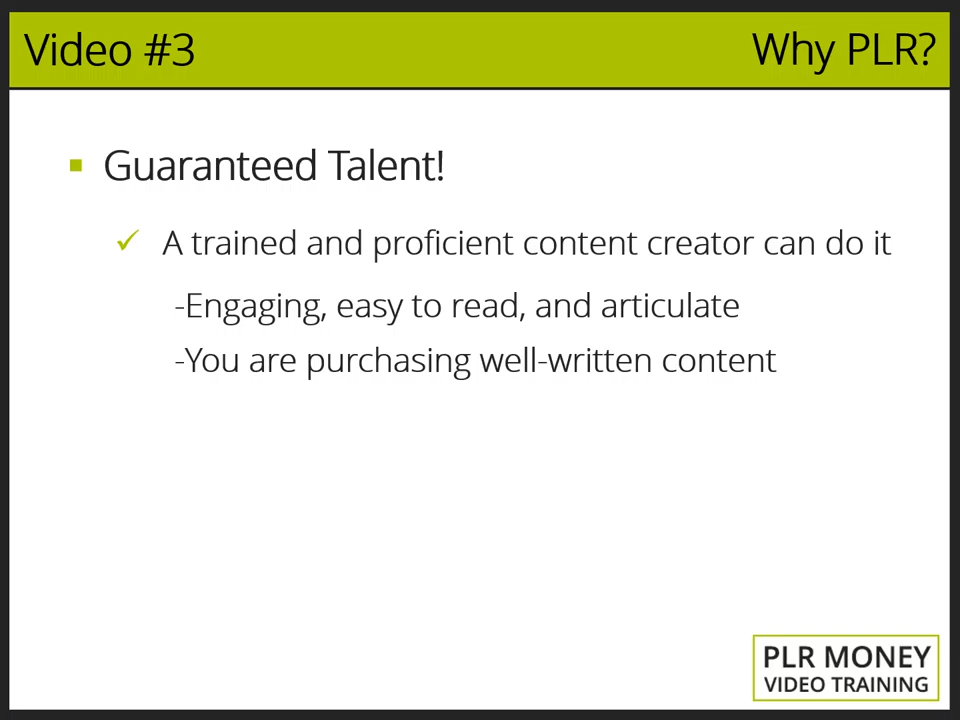 Video #3
Why PLR?
Guaranteed Talent!
A trained and proficient content creator can do it
-Engaging, easy to read, and articulate
-You are purchasing well-written content
PLR MONEY
VIDEO TRAINING